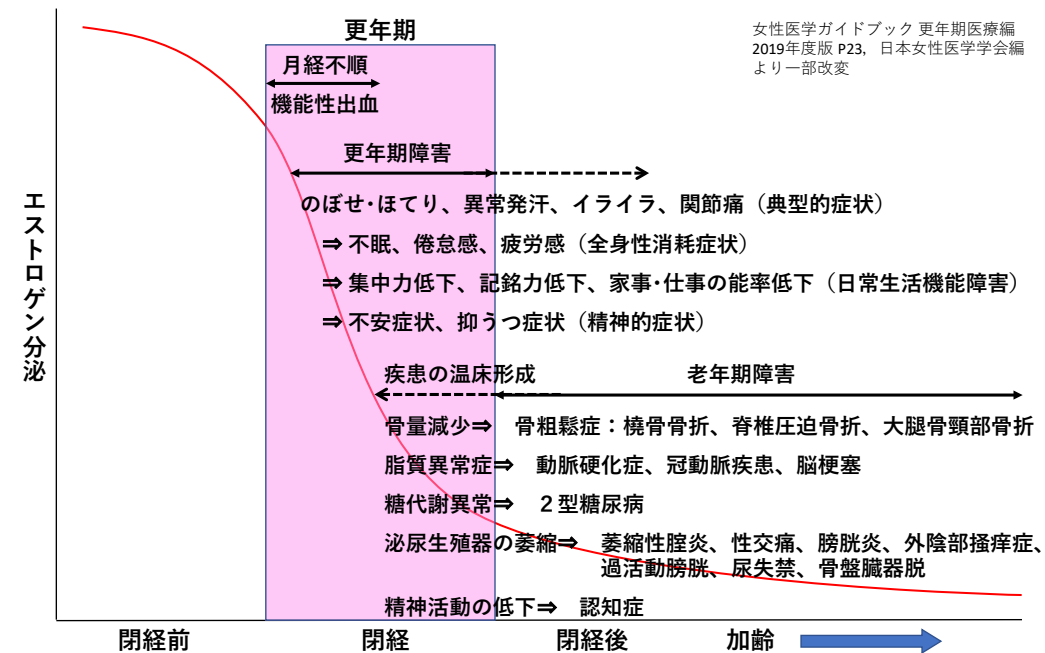 更年期
女性医学ガイドブック 更年期医療編
2019年度版 P23, 日本女性医学学会編
より一部改変
月経不順
機能性出血
更年期障害
のぼせ・ほてり、異常発汗、イライラ、関節痛（典型的症状）
⇒ 不眠、倦怠感、疲労感（全身性消耗症状）
⇒ 集中力低下、記銘力低下、家事・仕事の能率低下（日常生活機能障害）
⇒ 不安症状、抑うつ症状（精神的症状）
エストロゲン分泌
疾患の温床形成 老年期障害
骨量減少⇒ 骨粗鬆症：橈骨骨折、脊椎圧迫骨折、大腿骨頸部骨折
脂質異常症⇒ 動脈硬化症、冠動脈疾患、脳梗塞
糖代謝異常⇒ ２型糖尿病
泌尿生殖器の萎縮⇒ 萎縮性腟炎、性交痛、膀胱炎、外陰部掻痒症、
過活動膀胱、尿失禁、骨盤臓器脱
精神活動の低下⇒ 認知症
閉経前 閉経 閉経後 加齢